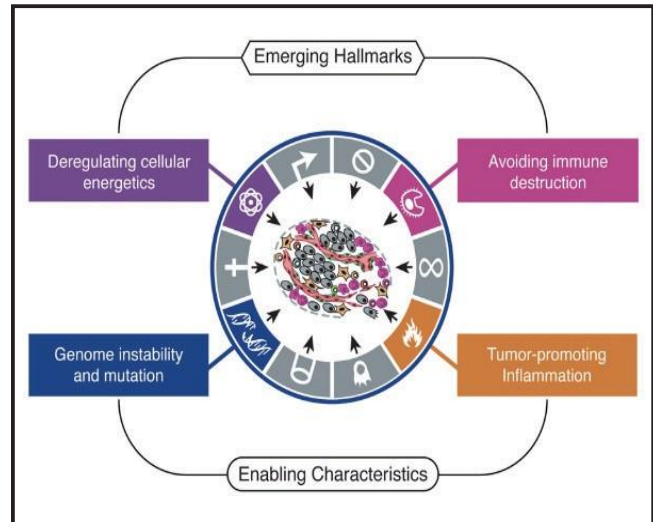 Emerging Hallmarks
Deregulating cellular
energetics
Avoiding immune
destruction
Genome instability
and mutation
Tumor-promoting
Inflammation
Enabling Characteristics